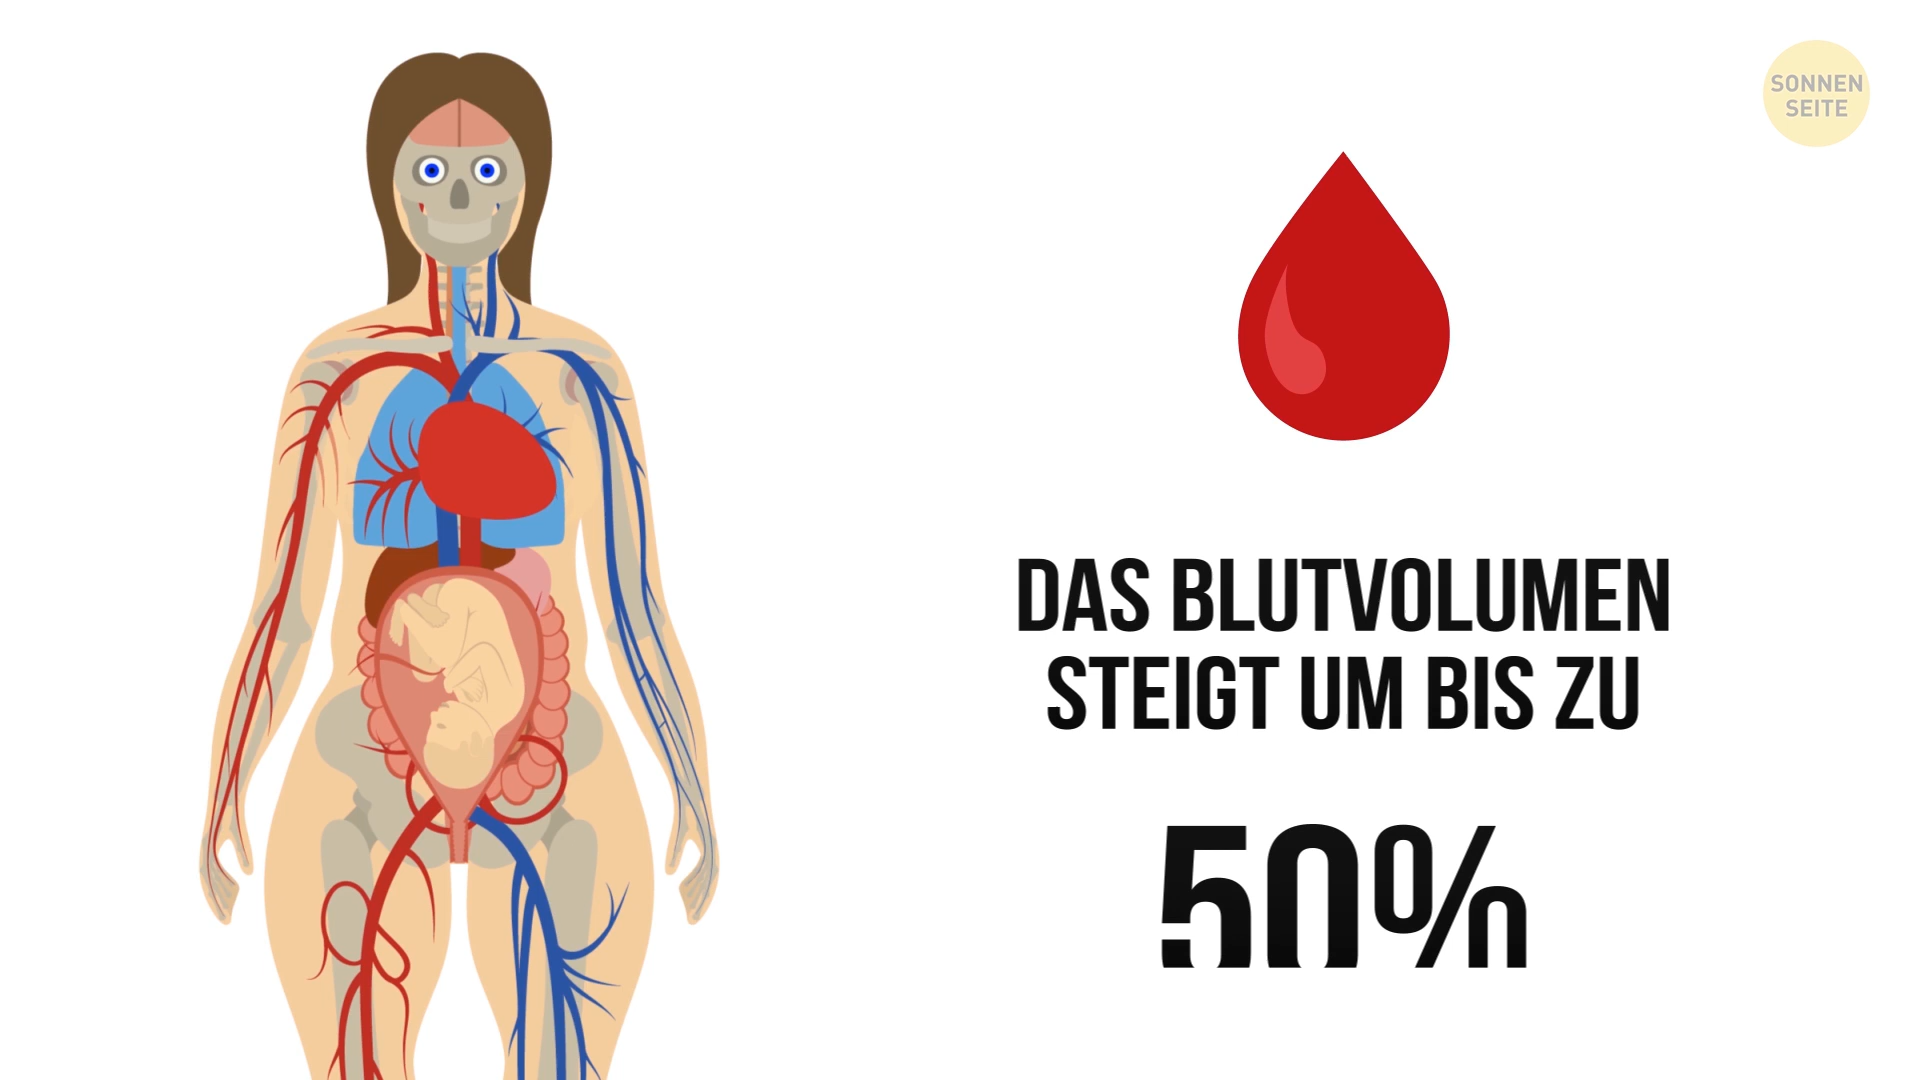 SONNEN
SEITE
DAS BLUTVOLUMEN
STEIGT UM BIS ZU
50%